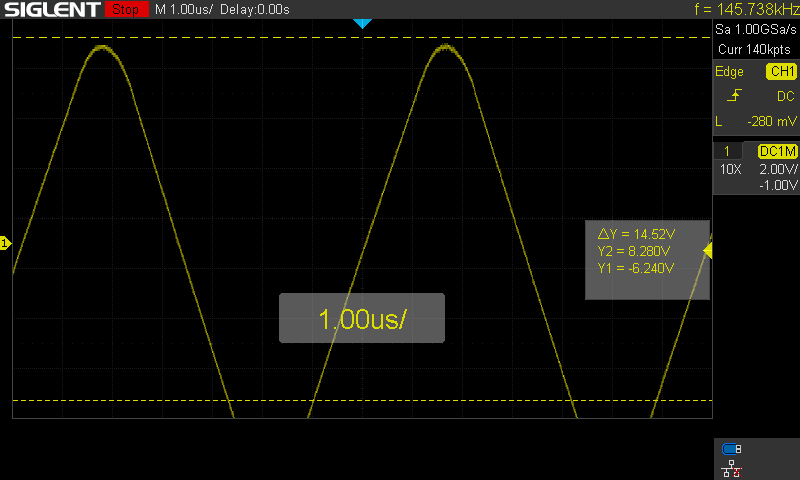 SIGLENT Stop M 1.00us/ Delay:0.00s f = 145.738kHz
Sa 1.00GSa/s
Curr 140kpts
Edge CH1
DC
L -280 mV
1 DC1M
10X 2.00V/
-1.00V
1
ΔY = 14.52V
Y2 = 8.280V
Y1 = -6.240V
1.00us/